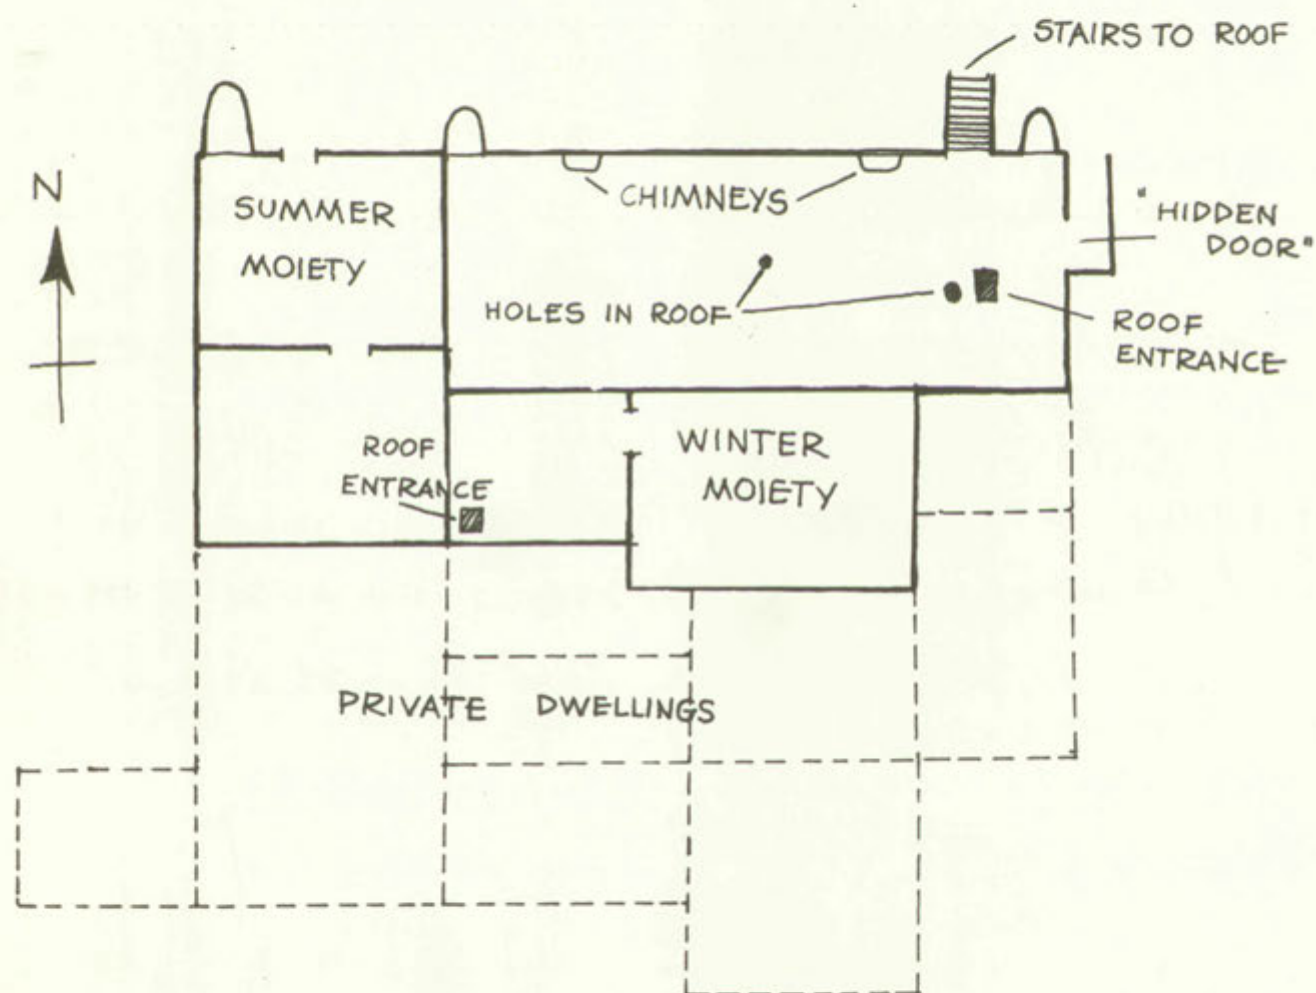 STAIRS TO ROOF
N
SUMMER
MOIETY
CHIMNEYS
"HIDDEN
DOOR"
HOLES IN ROOF
ROOF
ENTRANCE
ROOF
ENTRANCE
WINTER
MOIETY
PRIVATE DWELLINGS